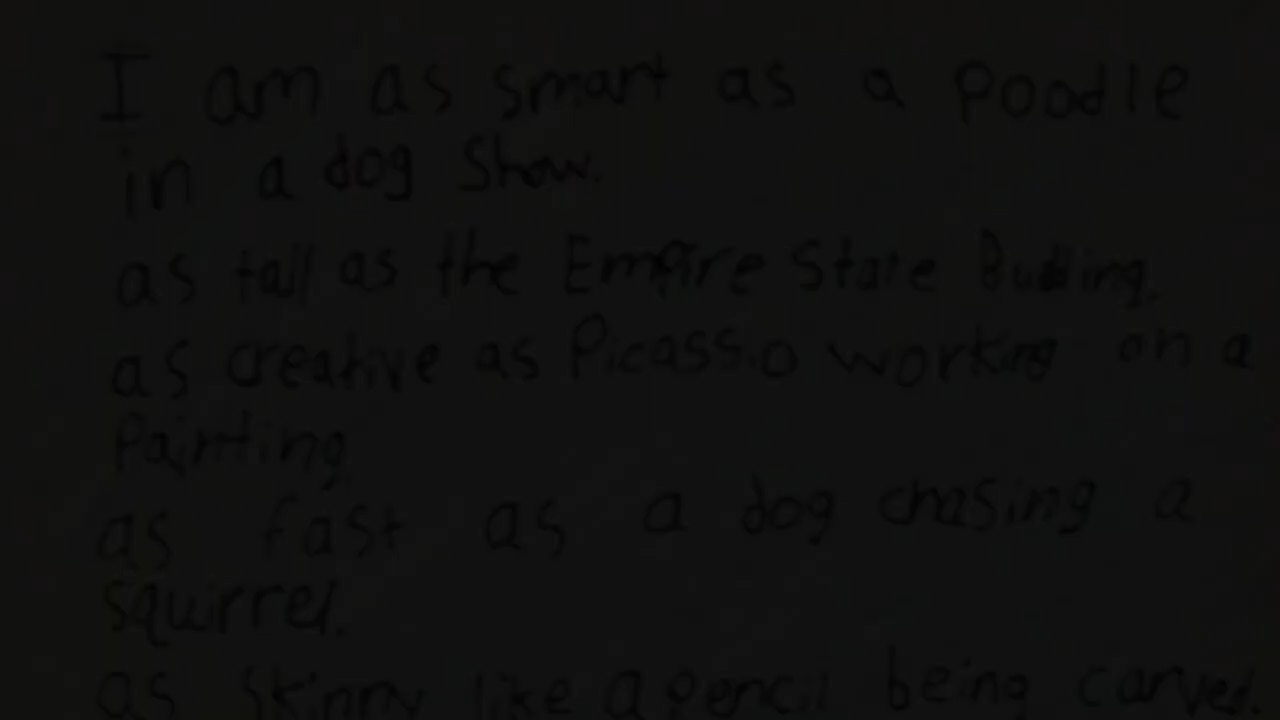 I am as smart as a poodle
in a dog show.
as tall as the Empire State Building.
as creative as Picassio working on a
Painting
as fast as a dog chasing a
squirrel.
as skinny like a pencil being carved.